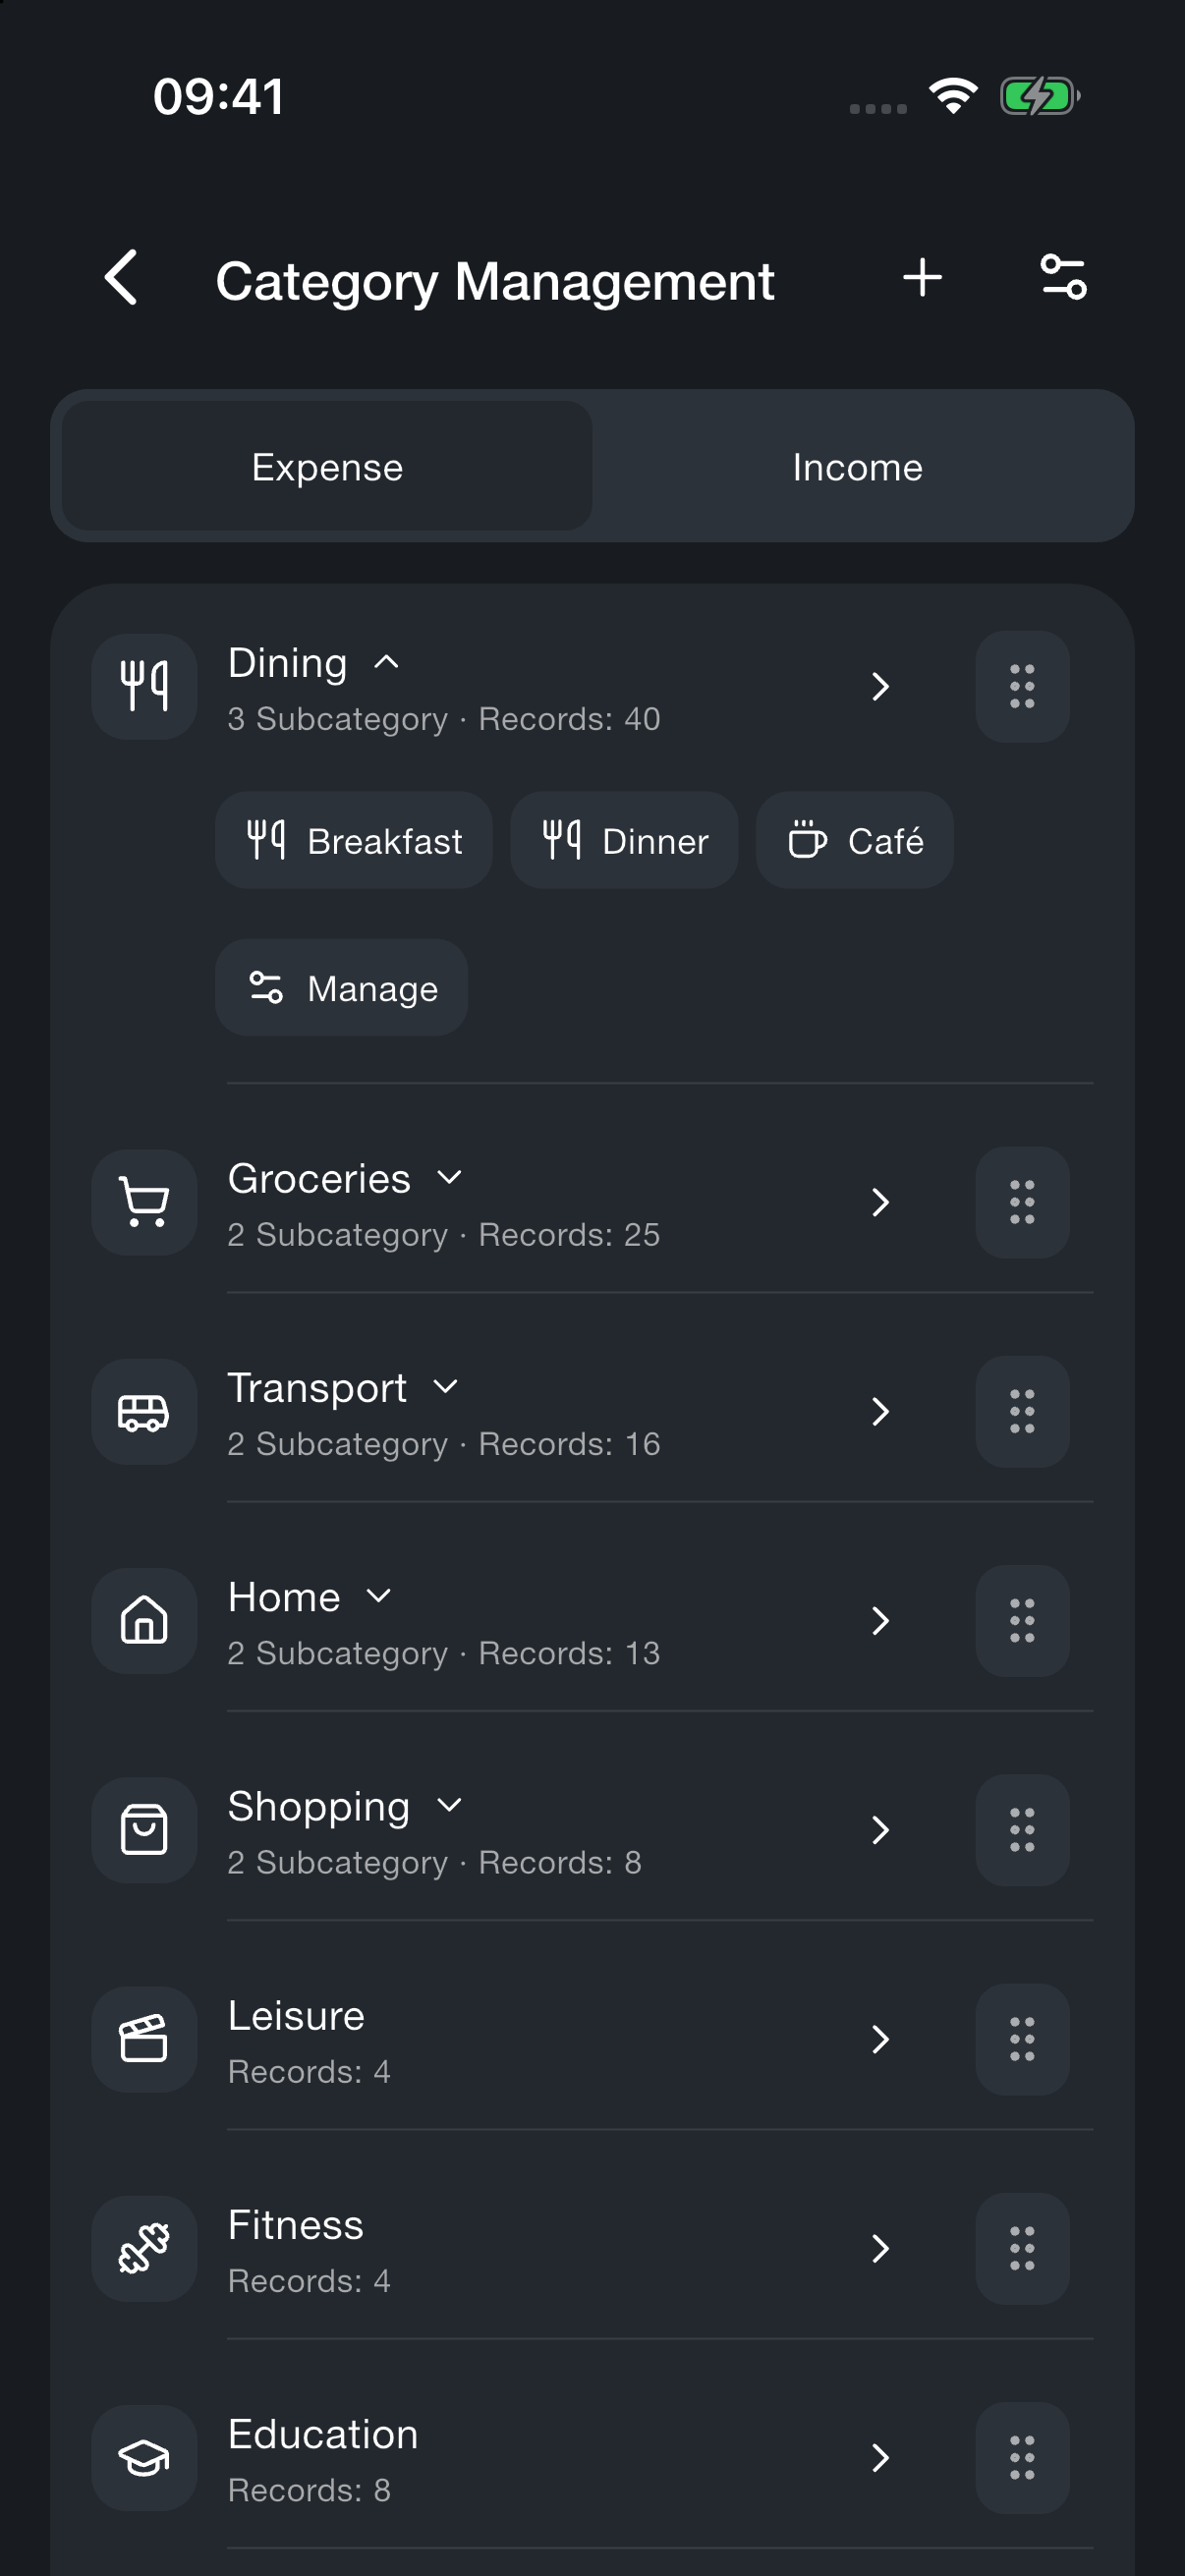 09:41
Category Management
Expense
Income
Dining
3 Subcategory · Records: 40
Breakfast
Dinner
Café
Manage
Groceries
2 Subcategory · Records: 25
Transport
2 Subcategory · Records: 16
Home
2 Subcategory · Records: 13
Shopping
2 Subcategory · Records: 8
Leisure
Records: 4
Fitness
Records: 4
Education
Records: 8